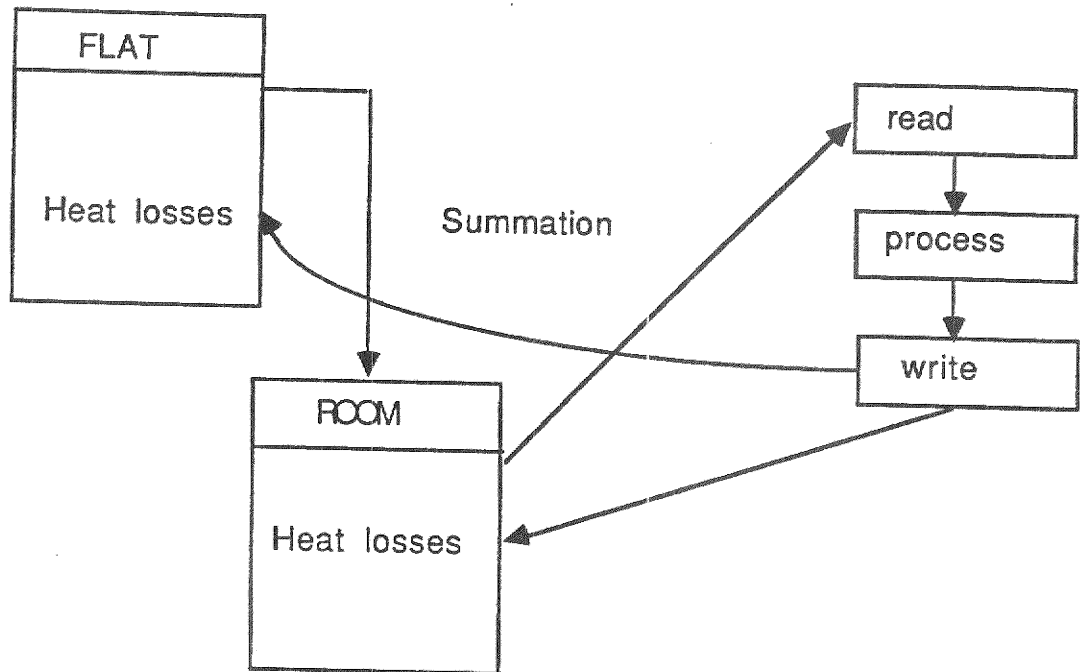 FLAT
Heat losses
Summation
ROOM
Heat losses
read
process
write